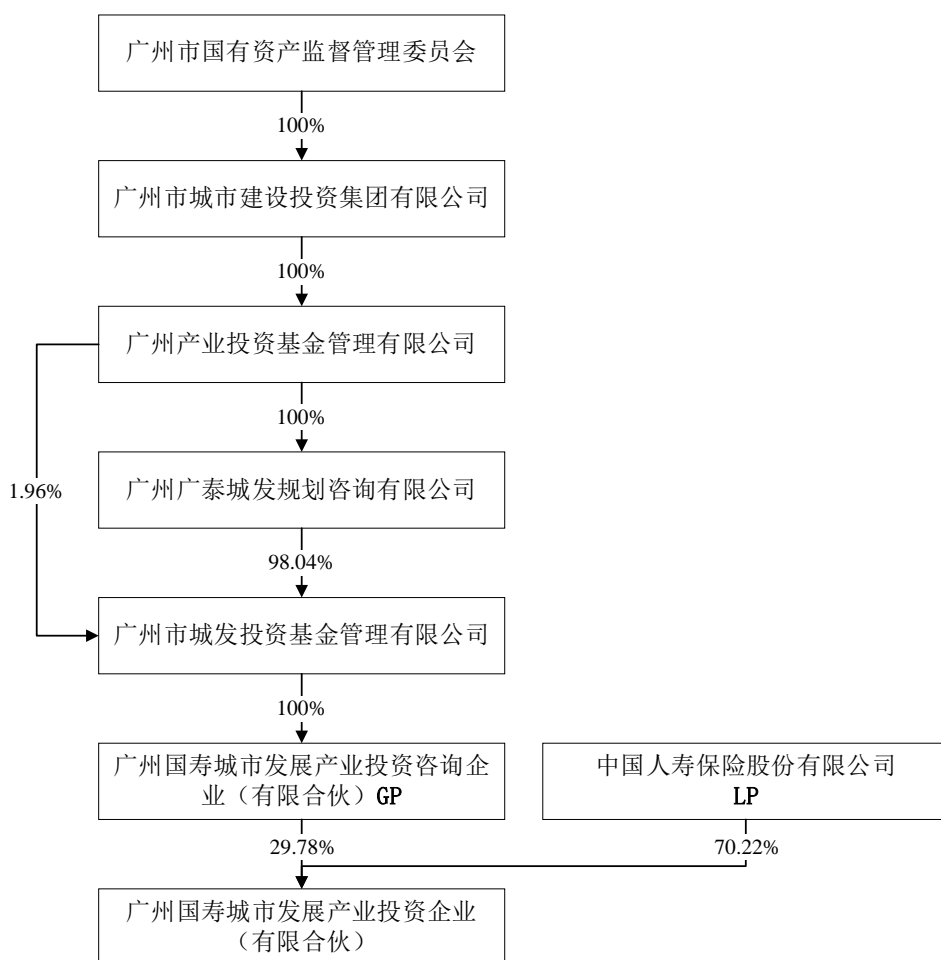 广州市国有资产监督管理委员会
100%
广州市城市建设投资集团有限公司
100%
广州产业投资基金管理有限公司
100%
1.96%
广州广泰城发规划咨询有限公司
98.04%
广州市城发投资基金管理有限公司
100%
广州国寿城市发展产业投资咨询企
业（有限合伙）GP
中国人寿保险股份有限公司
LP
29.78%
70.22%
广州国寿城市发展产业投资企业
（有限合伙）